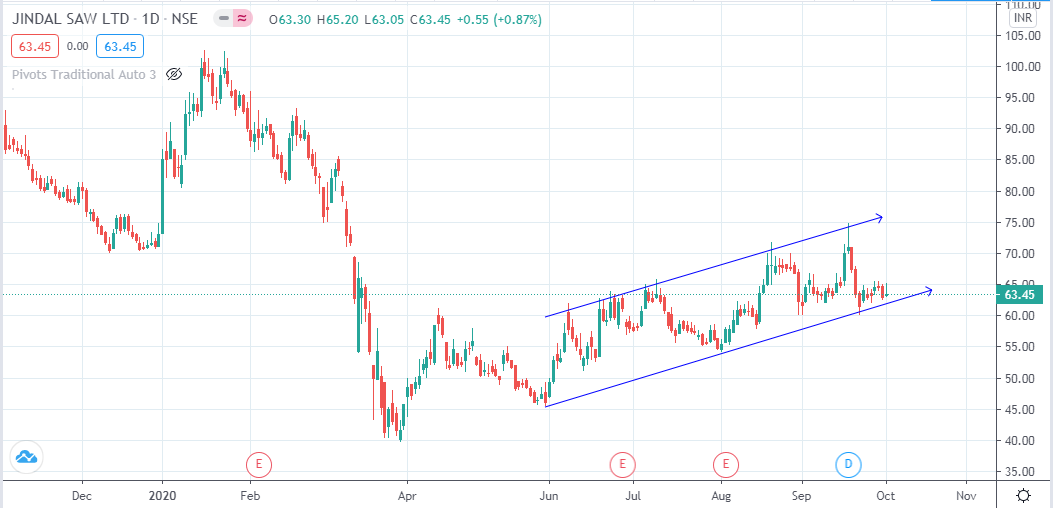 JINDAL SAW LTD · 1D · NSE O63.30 H65.20 L63.05 C63.45 +0.55 (+0.87%)
63.45 0.00 63.45
Pivots Traditional Auto 3
110.00
INR
105.00
100.00
95.00
90.00
85.00
80.00
75.00
70.00
65.00
63.45
60.00
55.00
50.00
45.00
40.00
35.00
E E E D
Dec 2020 Feb Apr Jun Jul Aug Sep Oct Nov